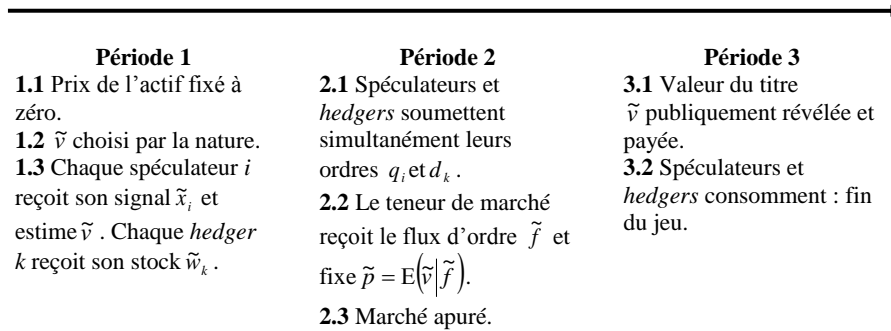 Période 1
1.1 Prix de l'actif fixé à
zéro.
1.2 ṽ choisi par la nature.
1.3 Chaque spéculateur i
reçoit son signal x̃ᵢ et
estime ṽ . Chaque hedger
k reçoit son stock w̃ₖ .
Période 2
2.1 Spéculateurs et
hedgers soumettent
simultanément leurs
ordres qᵢ et dₖ .
2.2 Le teneur de marché
reçoit le flux d'ordre f̃ et
fixe p̃ = E(ṽ|f̃).
2.3 Marché apuré.
Période 3
3.1 Valeur du titre
ṽ publiquement révélée et
payée.
3.2 Spéculateurs et
hedgers consomment : fin
du jeu.